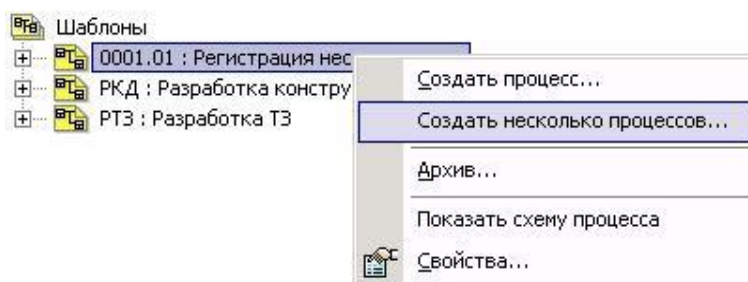 Шаблоны
0001.01 : Регистрация нес
РКД : Разработка констру
РТЗ : Разработка ТЗ
Создать процесс...
Создать несколько процессов...
Архив...
Показать схему процесса
Свойства...